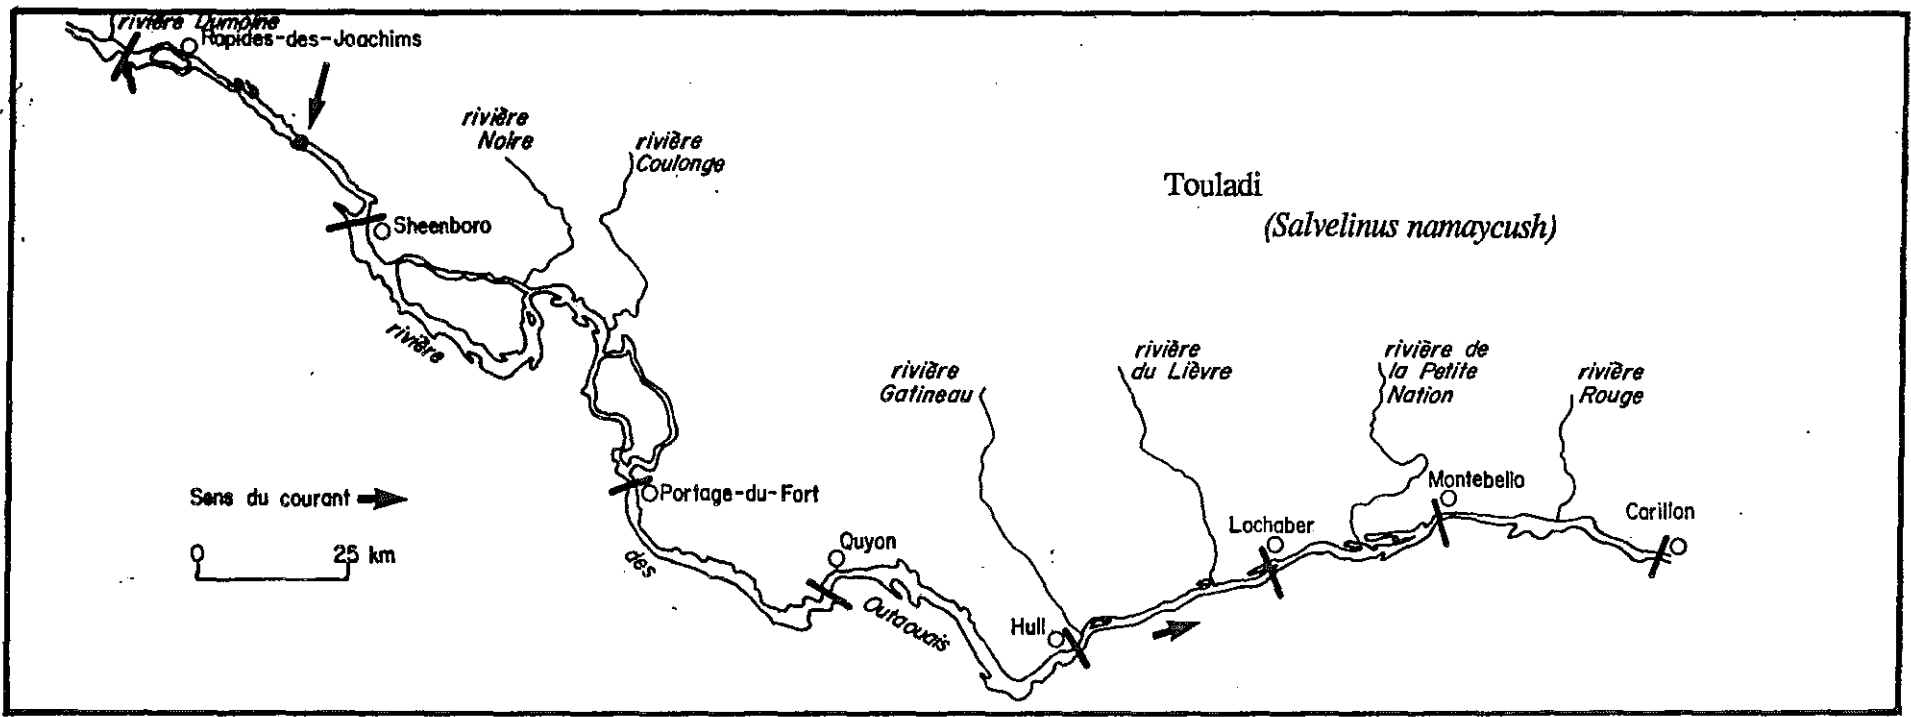 rivière Dumoine
Rapides-des-Joachims
rivière
Noire
rivière
Coulonge
Touladi
(Salvelinus namaycush)
Sheenboro
rivière
rivière
Gatineau
rivière
du Lièvre
rivière de
la Petite
Nation
rivière
Rouge
Sens du courant
Portage-du-Fort
Montebello
Carillon
Lochaber
0 25 km
des
Quyon
Outaouais
Hull